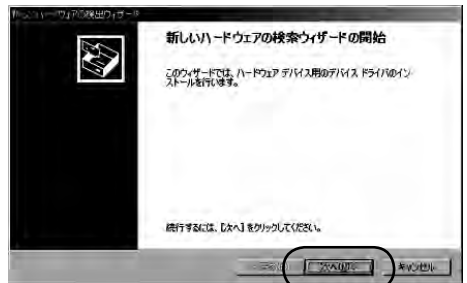 新しいハードウェアの検出ウィザード
新しいハードウェアの検索ウィザードの開始
このウィザードでは、ハードウェア デバイス用のデバイス ドライバのイン
ストールを行います。
続行するには、[次へ] をクリックしてください。
次へ(N) >
キャンセル